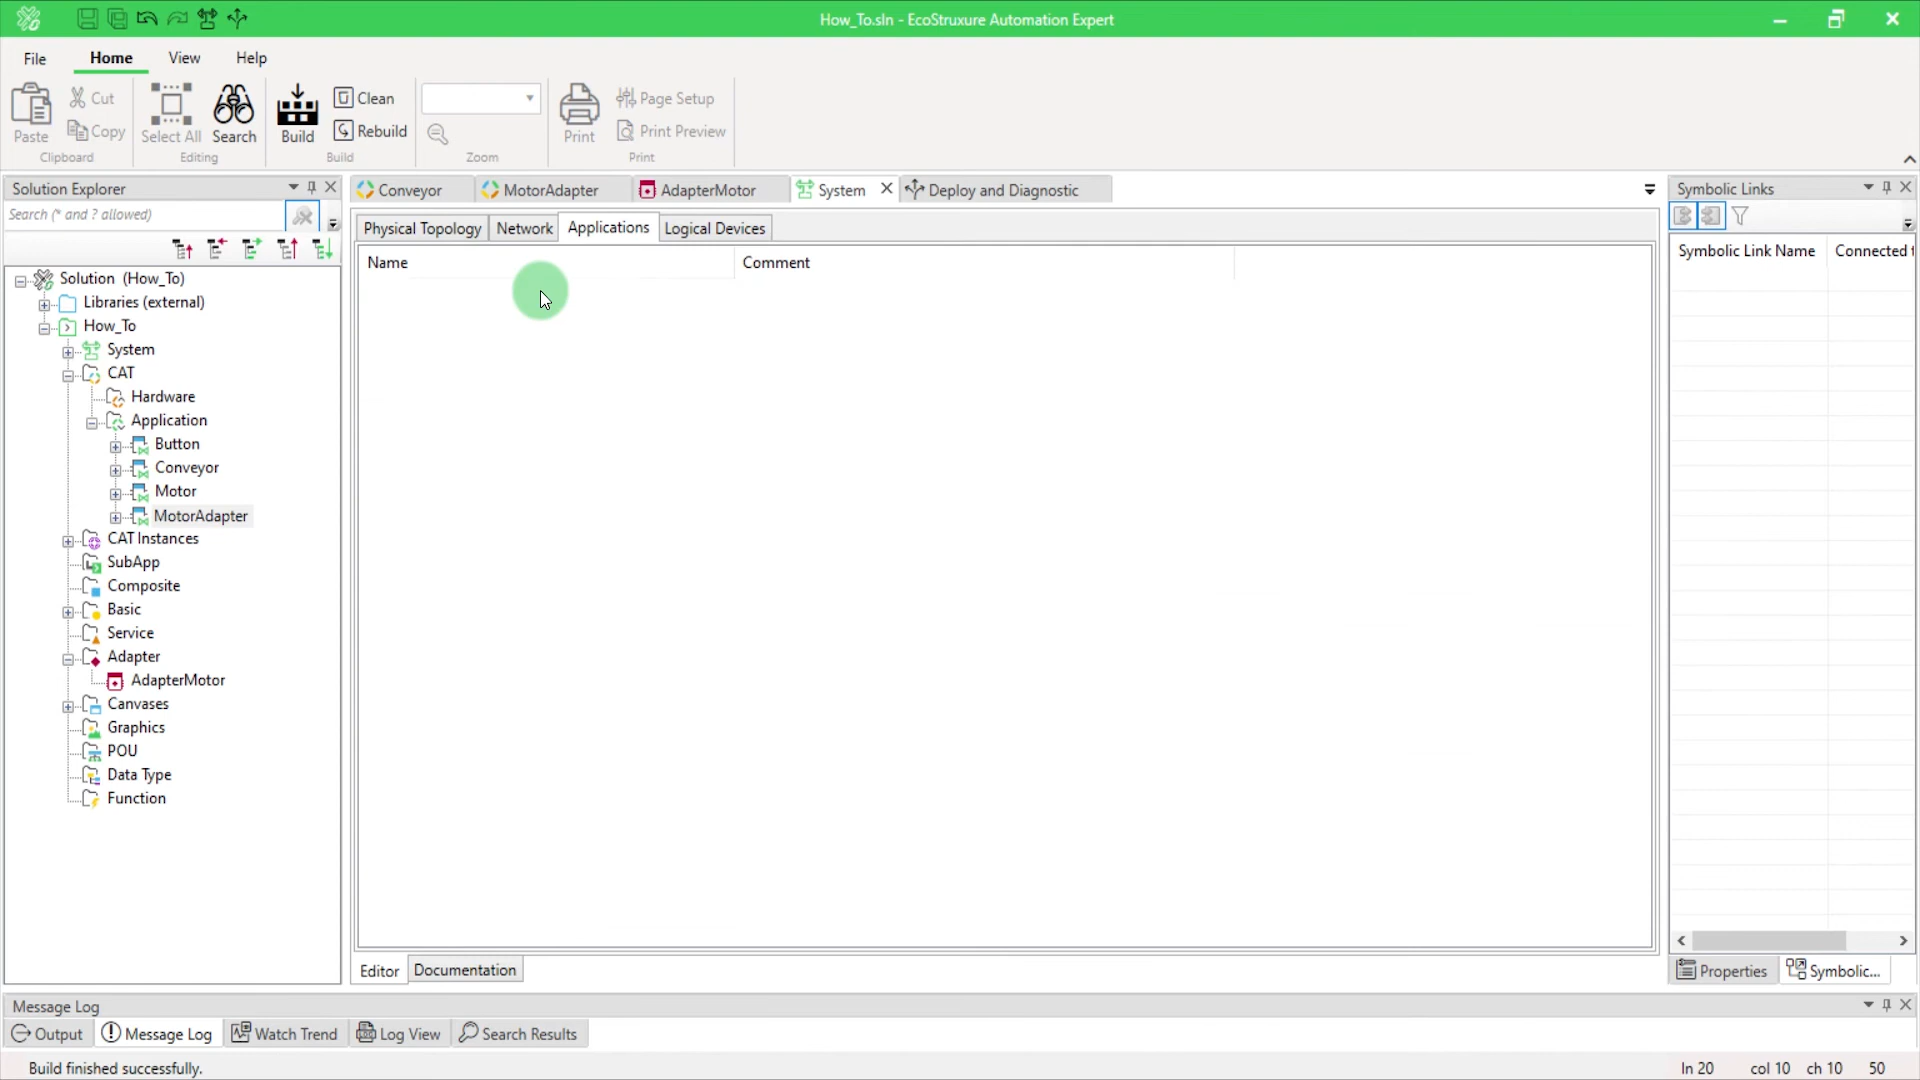 How_To.sln - EcoStruxure Automation Expert
File Home View Help
Paste
Cut
Copy
Clipboard
Select All
Search
Editing
Build
Clean
Rebuild
Build
Zoom
Print
Page Setup
Print Preview
Print
Solution Explorer
Search (* and ? allowed)
Solution (How_To)
Libraries (external)
How_To
System
CAT
Hardware
Application
Button
Conveyor
Motor
MotorAdapter
CAT Instances
SubApp
Composite
Basic
Service
Adapter
AdapterMotor
Canvases
Graphics
POU
Data Type
Function
Conveyor
MotorAdapter
AdapterMotor
System
Deploy and Diagnostic
Physical Topology
Network
Applications
Logical Devices
Name
Comment
Editor
Documentation
Symbolic Links
Symbolic Link Name
Connected t
Properties
Symbolic...
Message Log
Output
Message Log
Watch Trend
Log View
Search Results
Build finished successfully.
ln 20 col 10 ch 10 50